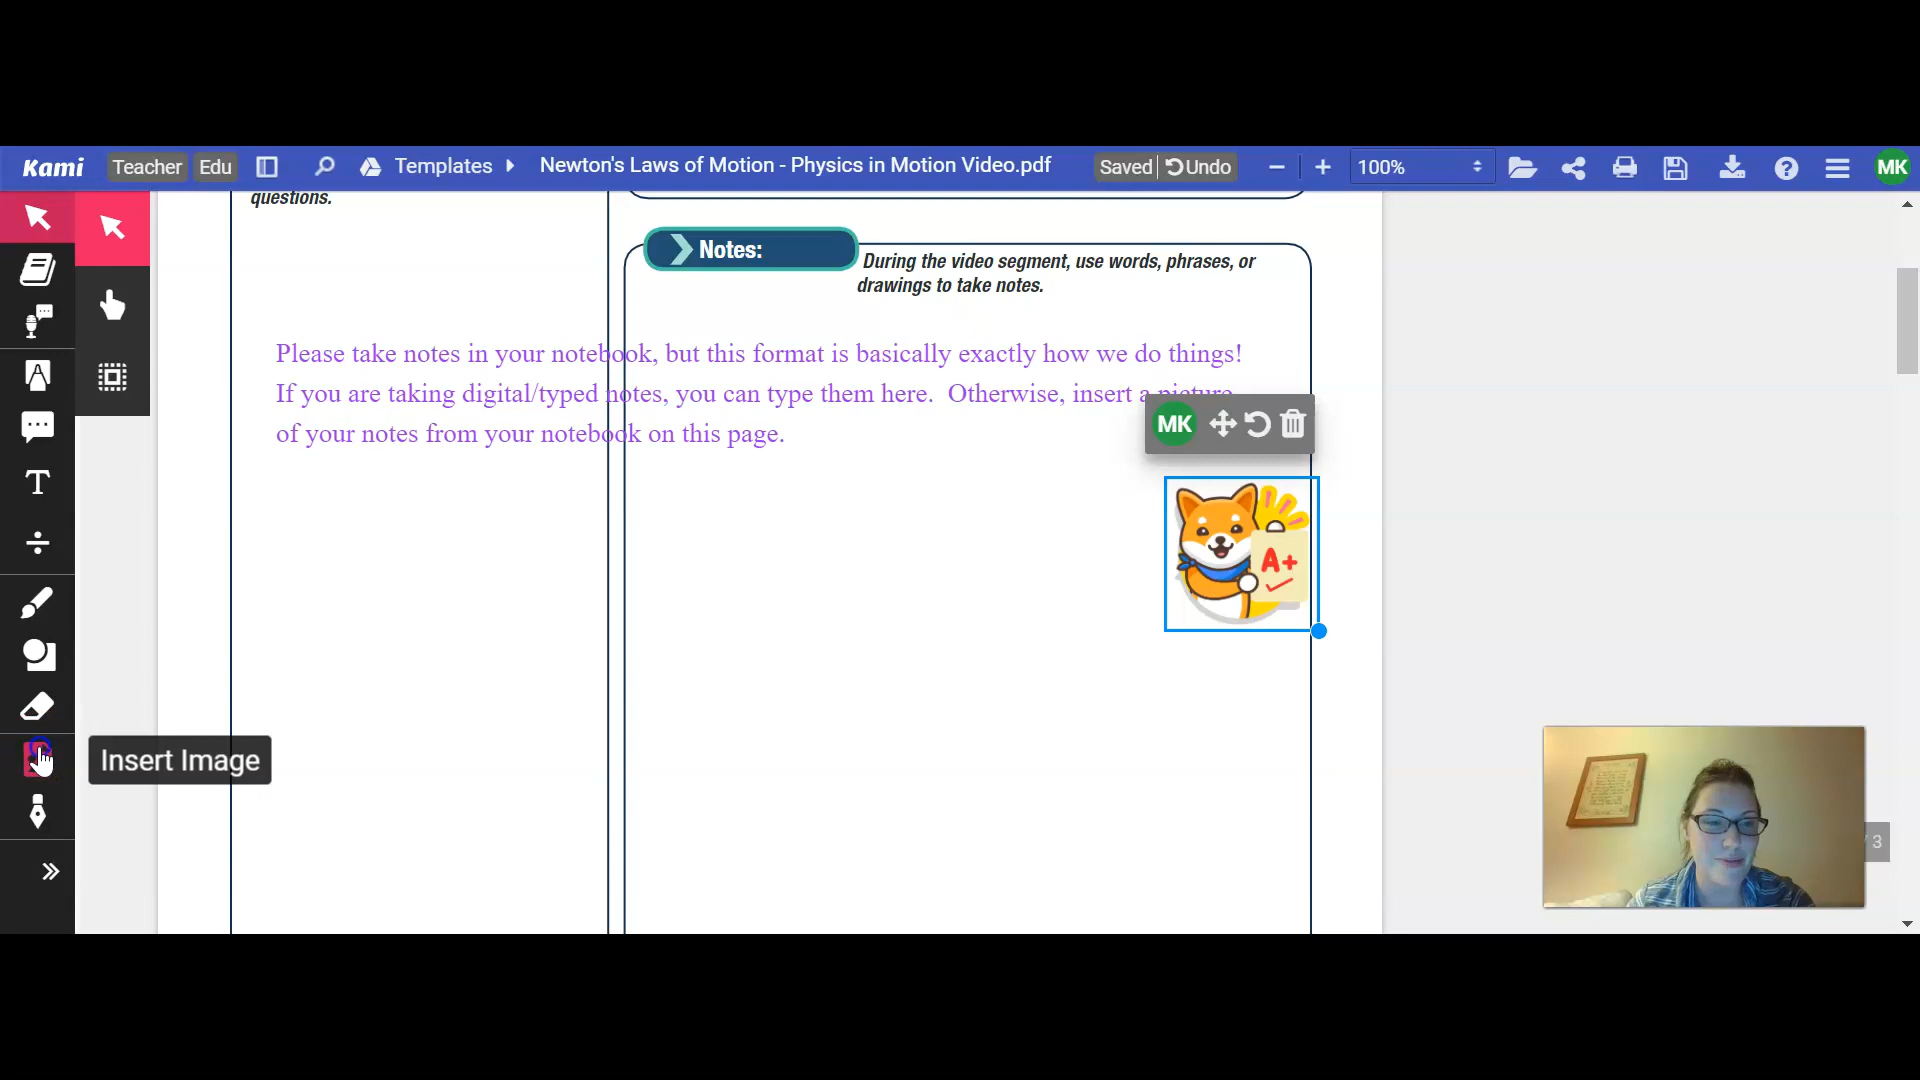 Kami Teacher Edu Templates Newton's Laws of Motion - Physics in Motion Video.pdf Saved Undo 100% MK
questions.
Notes:
During the video segment, use words, phrases, or
drawings to take notes.
Please take notes in your notebook, but this format is basically exactly how we do things!
If you are taking digital/typed notes, you can type them here. Otherwise, insert a picture
of your notes from your notebook on this page.
MK
A+
T
Insert Image
/ 3